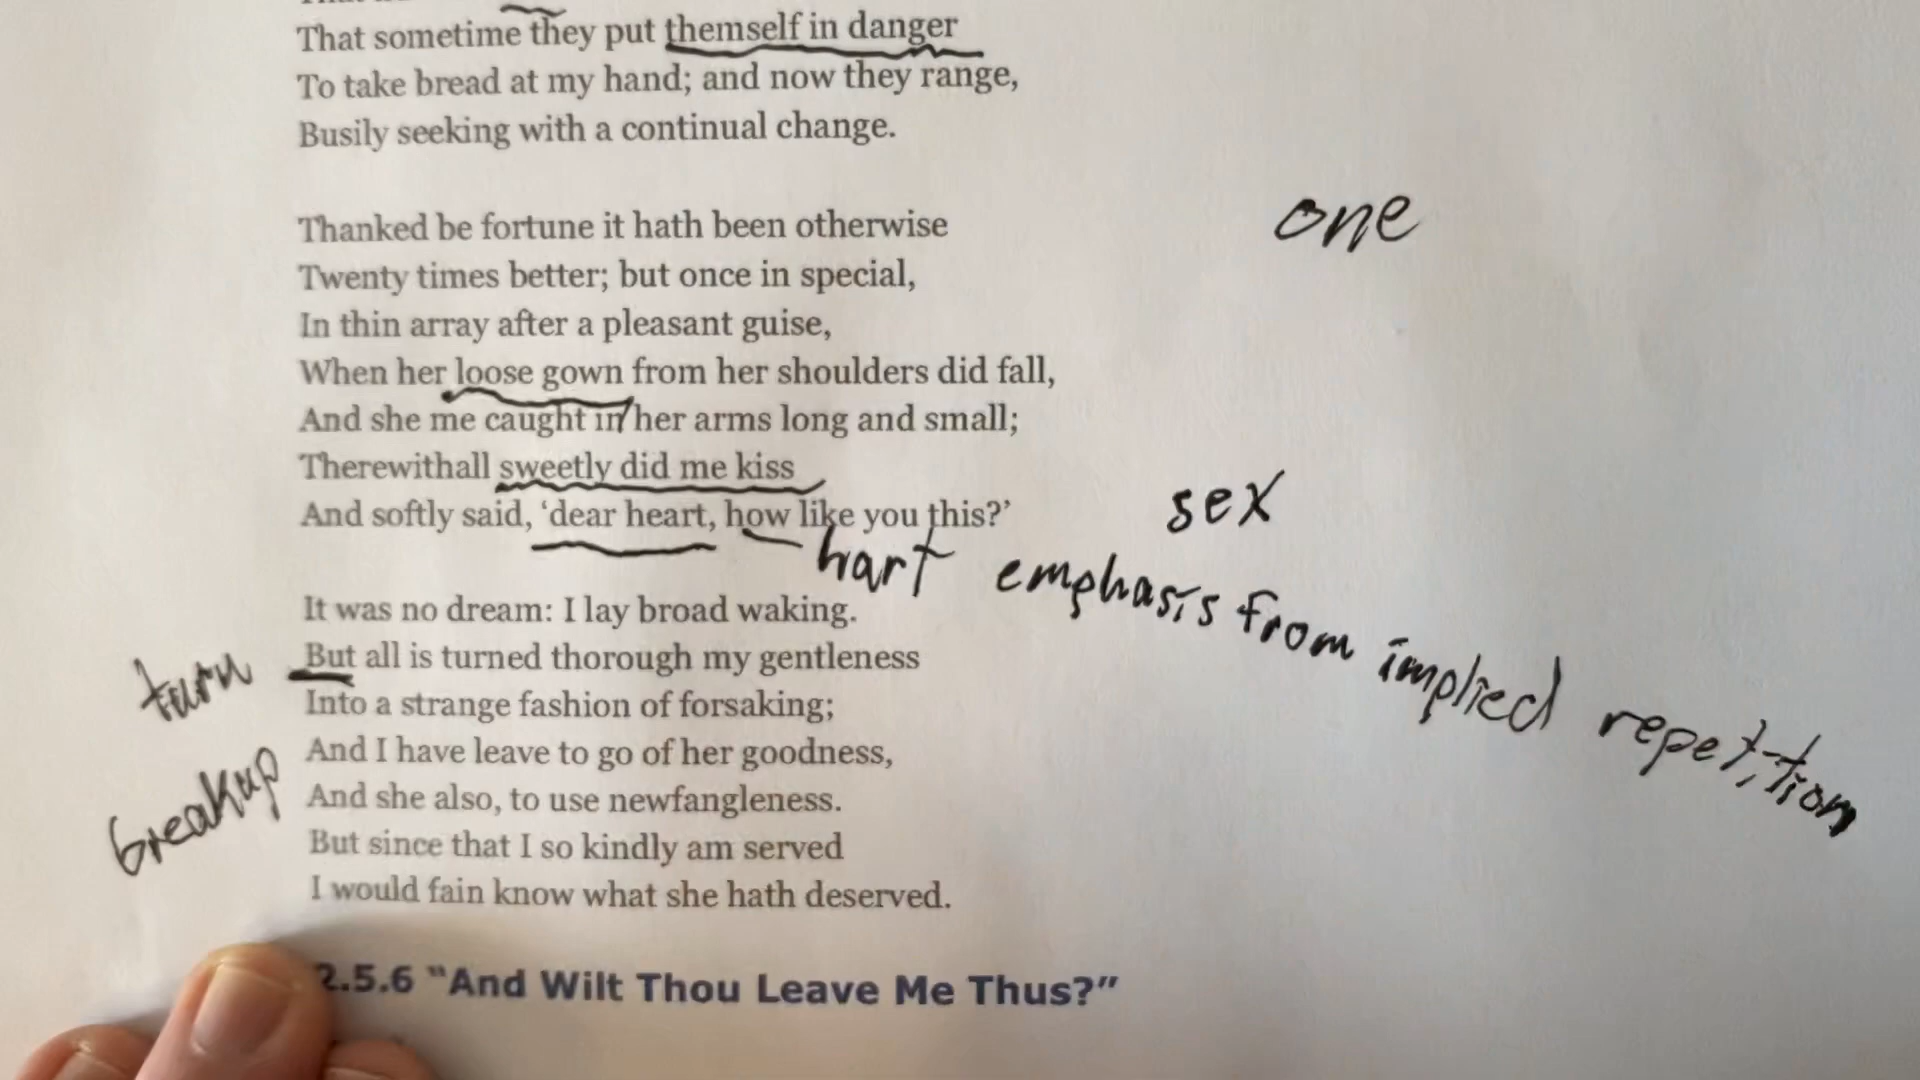 That sometime they put themself in danger
To take bread at my hand; and now they range,
Busily seeking with a continual change.
Thanked be fortune it hath been otherwise
one
Twenty times better; but once in special,
In thin array after a pleasant guise,
When her loose gown from her shoulders did fall,
And she me caught in her arms long and small;
Therewithall sweetly did me kiss
And softly said, ‘dear heart, how like you this?’
sex
hart emphasis from implied repetition
It was no dream: I lay broad waking.
turn
But all is turned thorough my gentleness
Into a strange fashion of forsaking;
breakup
And I have leave to go of her goodness,
And she also, to use newfangleness.
But since that I so kindly am served
I would fain know what she hath deserved.
2.5.6 “And Wilt Thou Leave Me Thus?”